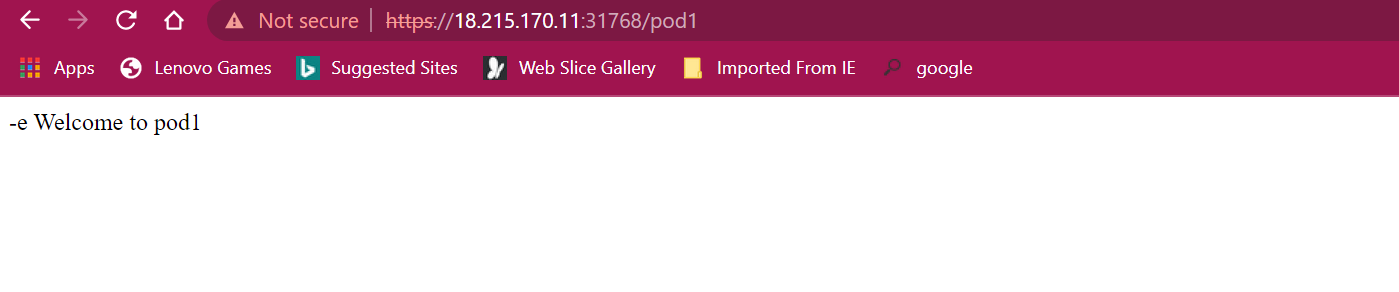 Not secure https://18.215.170.11:31768/pod1
Apps Lenovo Games Suggested Sites Web Slice Gallery Imported From IE google
-e Welcome to pod1